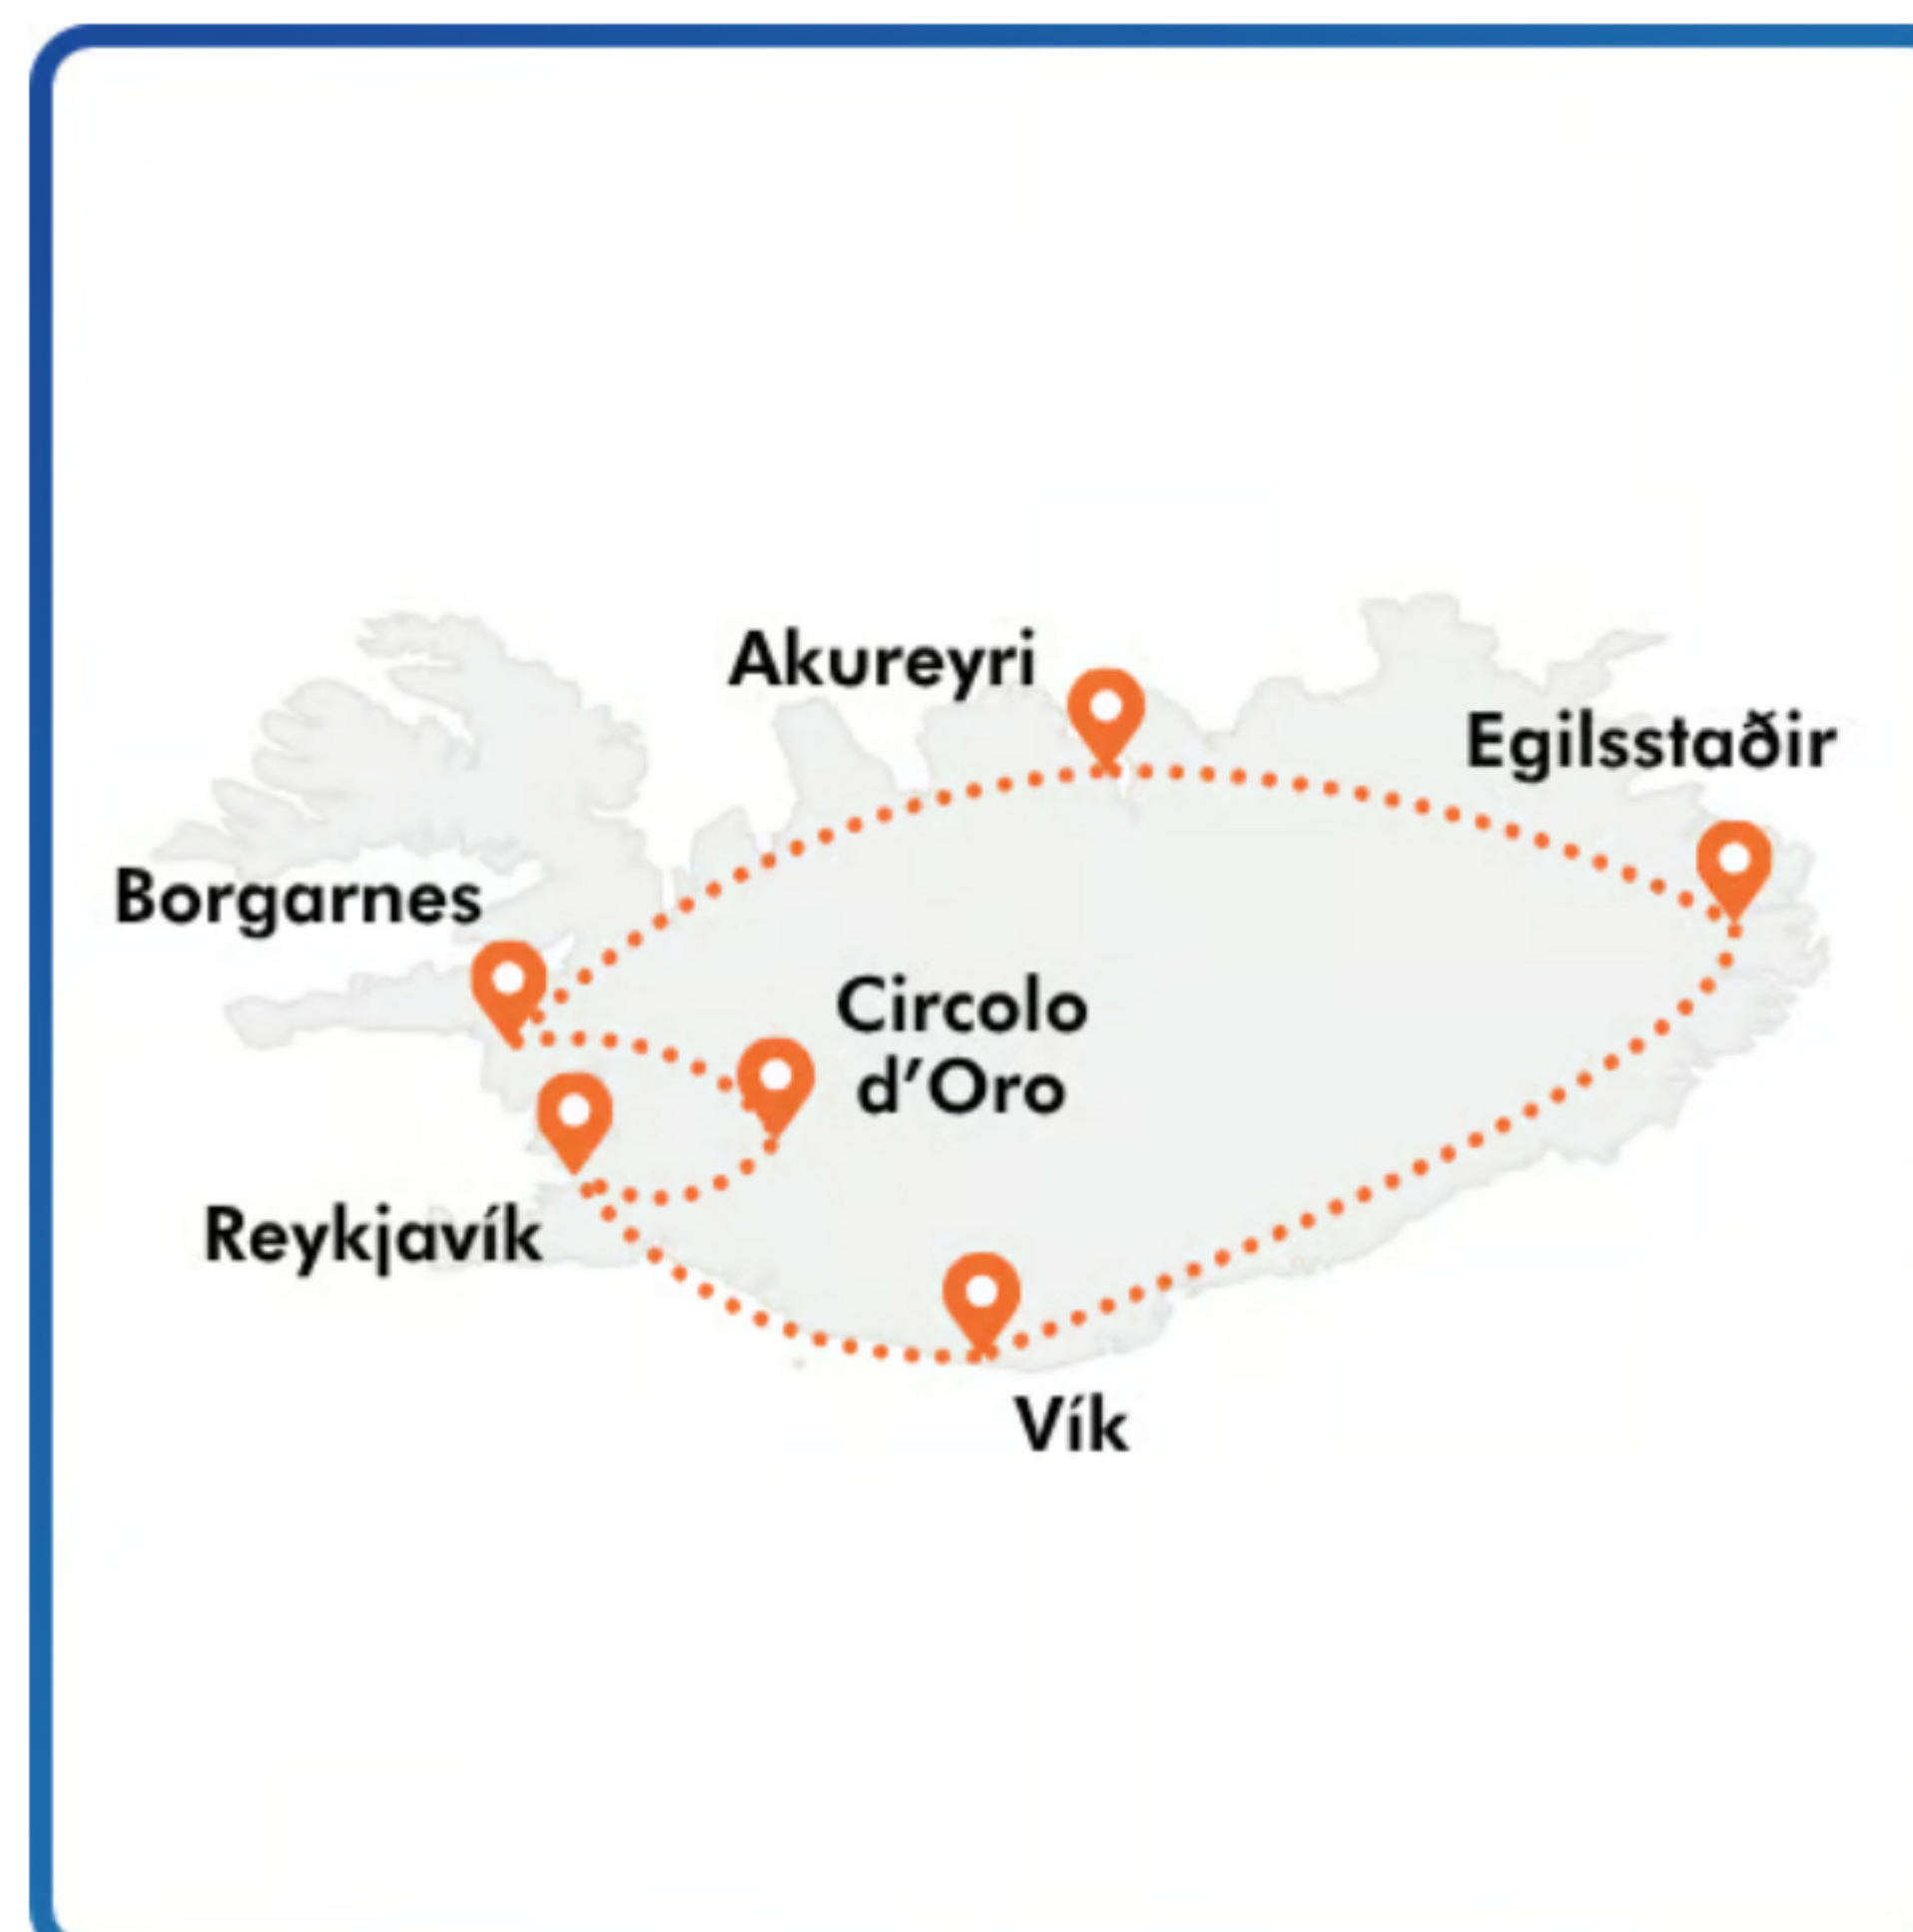 Akureyri
Egilsstaðir
Borgarnes
Circolo
d’Oro
Reykjavík
Vík